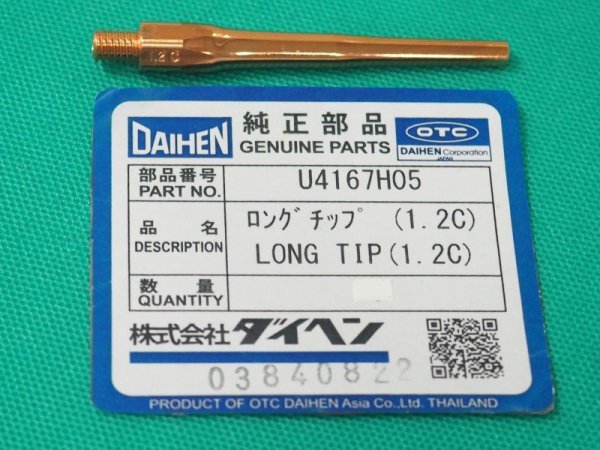 1.2C
DAIHEN 純正部品 OTC
GENUINE PARTS DAIHEN Corporation
JAPAN
部品番号 U4167H05
PART NO.
品 名 ロングチップ (1.2C)
DESCRIPTION LONG TIP(1.2C)
数 量
QUANTITY
株式会社 ダイヘン
03840822
PRODUCT OF OTC DAIHEN Asia Co.,Ltd. THAILAND